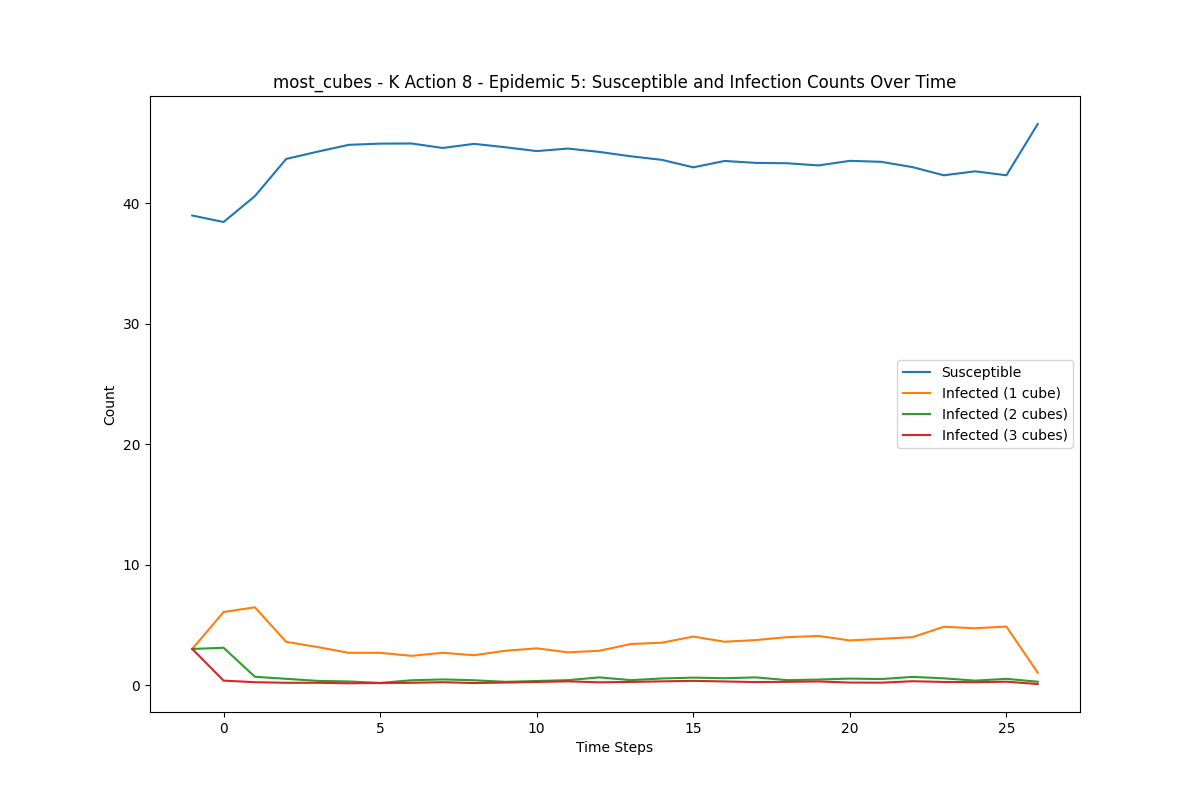 most_cubes - K Action 8 - Epidemic 5: Susceptible and Infection Counts Over Time
Count
40
30
20
10
0
Susceptible
Infected (1 cube)
Infected (2 cubes)
Infected (3 cubes)
0 5 10 15 20 25
Time Steps